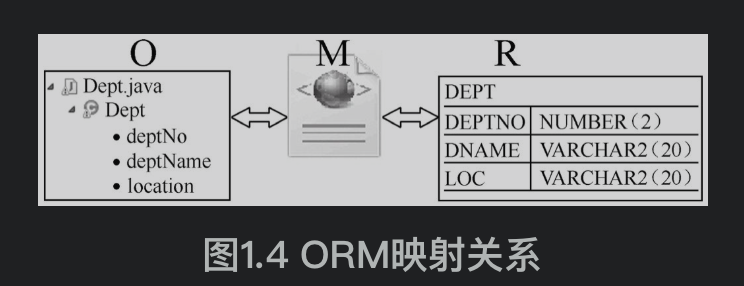 O M R
Dept.java
Dept
• deptNo
• deptName
• location
DEPT
DEPTNO NUMBER(2)
DNAME VARCHAR2(20)
LOC VARCHAR2(20)
图1.4 ORM映射关系